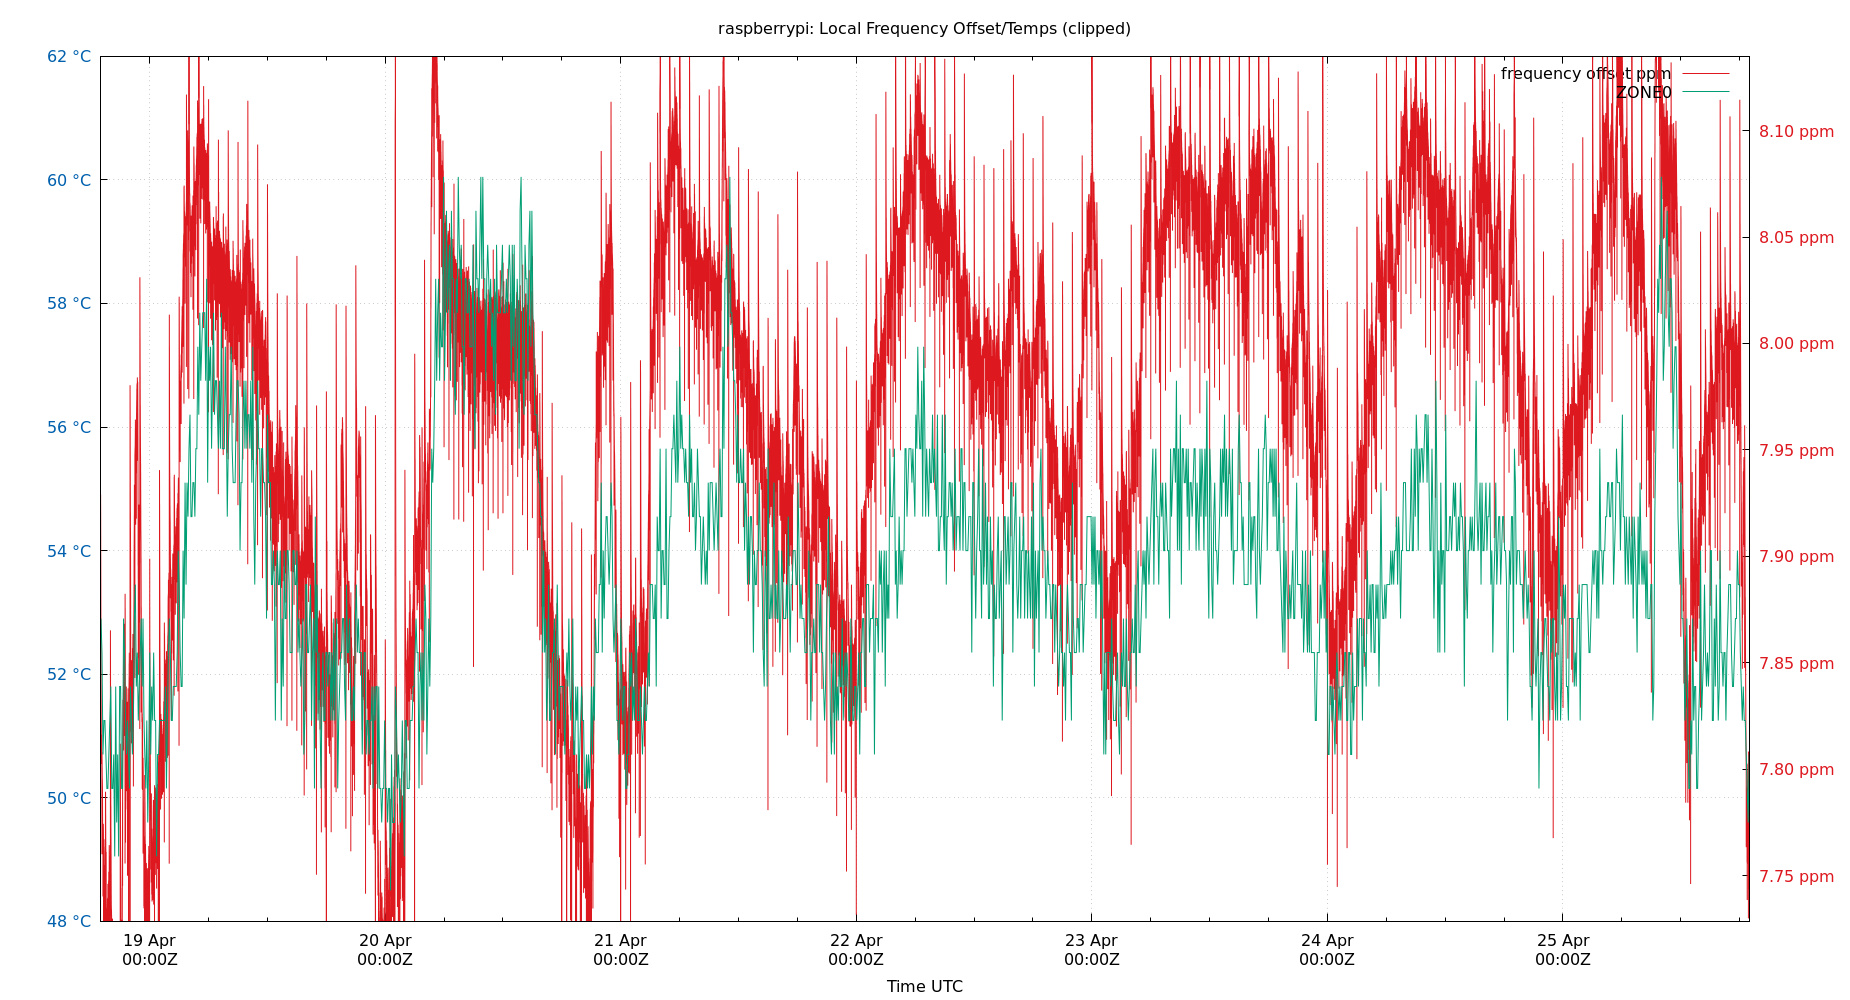 raspberrypi: Local Frequency Offset/Temps (clipped)
62 °C
60 °C
58 °C
56 °C
54 °C
52 °C
50 °C
48 °C
frequency offset ppm
ZONE0
8.10 ppm
8.05 ppm
8.00 ppm
7.95 ppm
7.90 ppm
7.85 ppm
7.80 ppm
7.75 ppm
19 Apr 20 Apr 21 Apr 22 Apr 23 Apr 24 Apr 25 Apr
00:00Z 00:00Z 00:00Z 00:00Z 00:00Z 00:00Z 00:00Z
Time UTC